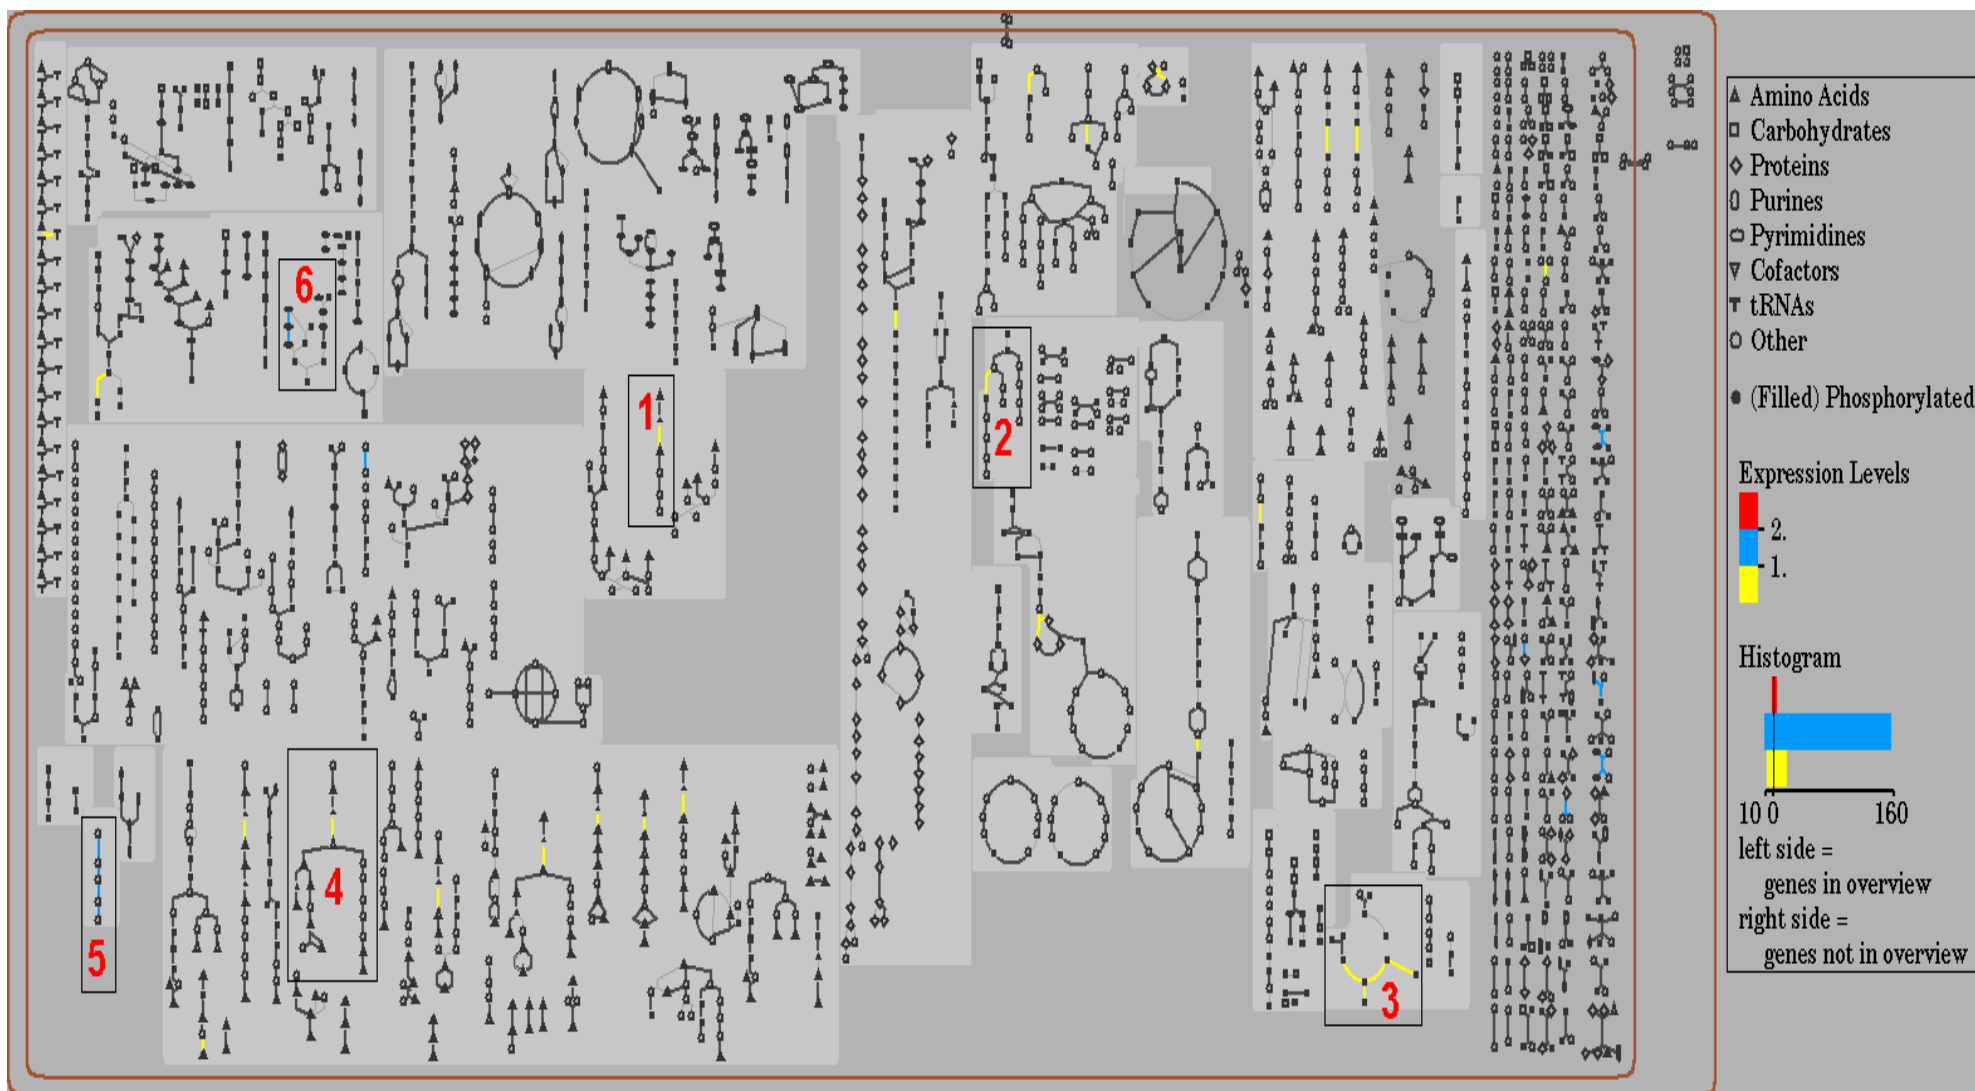 6
1
2
5
4
3
Amino Acids
Carbohydrates
Proteins
Purines
Pyrimidines
Cofactors
tRNAs
Other
(Filled) Phosphorylated
Expression Levels
2.
1.
Histogram
10 0 160
left side =
genes in overview
right side =
genes not in overview